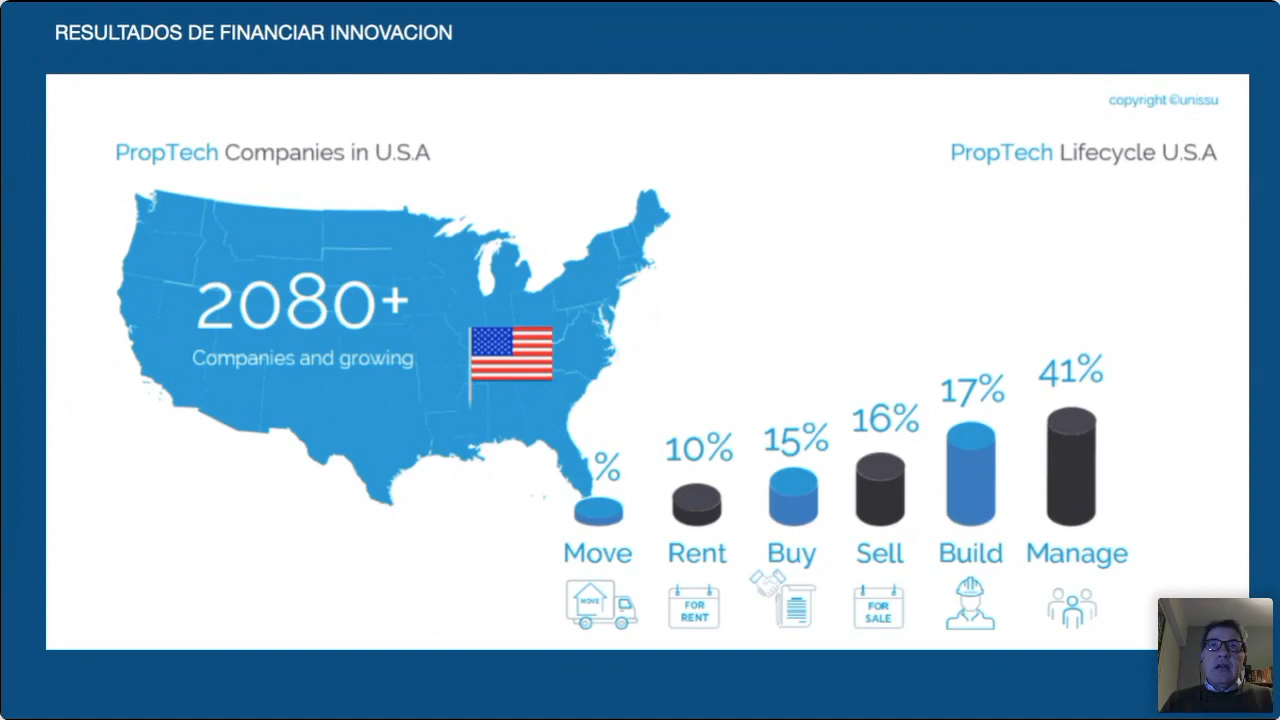 RESULTADOS DE FINANCIAR INNOVACION
copyright ©unissu
PropTech Companies in U.S.A
PropTech Lifecycle U.S.A
2080+
Companies and growing
%
10%
15%
16%
17%
41%
Move
Rent
Buy
Sell
Build
Manage
MOVE
FOR
RENT
FOR
SALE